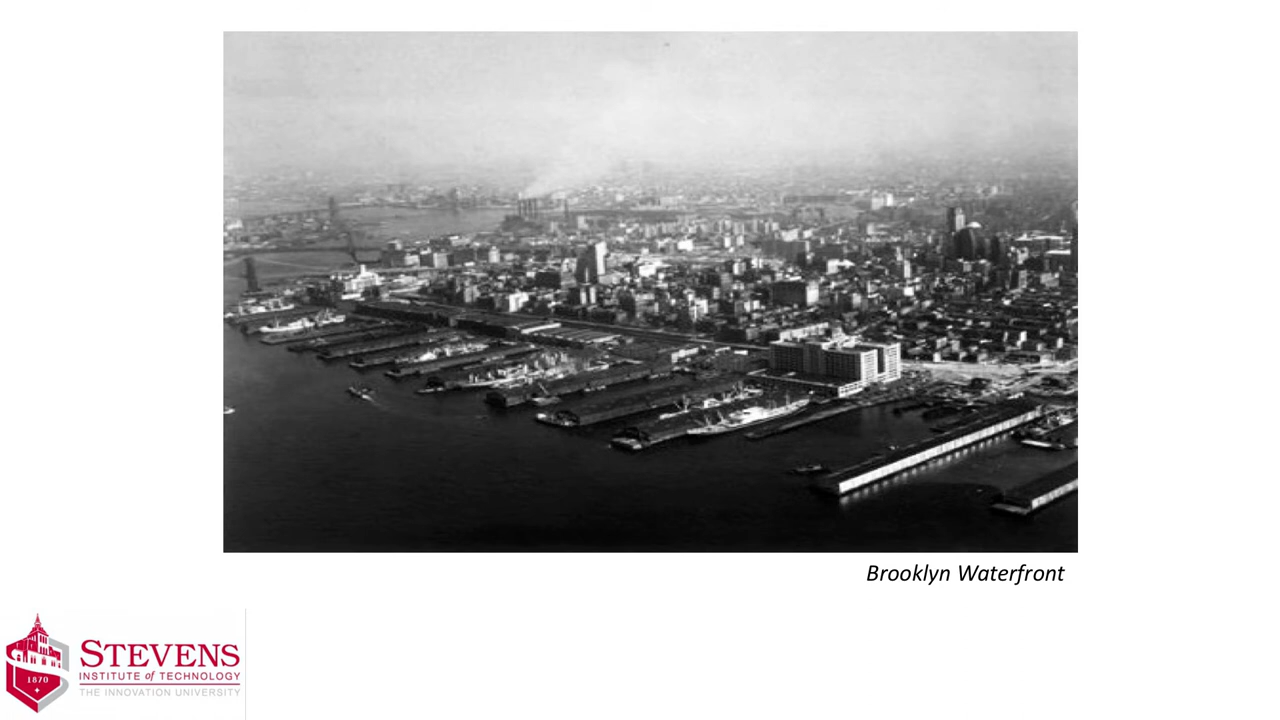 Brooklyn Waterfront
1870
STEVENS
INSTITUTE of TECHNOLOGY
THE INNOVATION UNIVERSITY